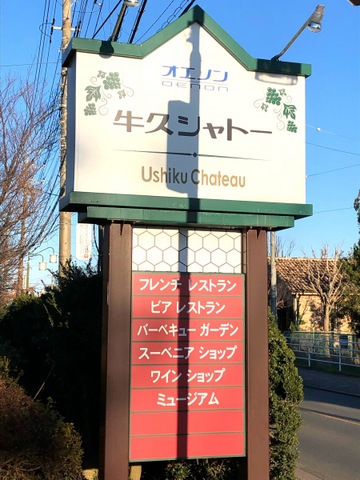 オエノン
OENON
牛久シャトー
Ushiku Chateau
フレンチ レストラン
ビア レストラン
バーベキュー ガーデン
スーベニア ショップ
ワイン ショップ
ミュージアム